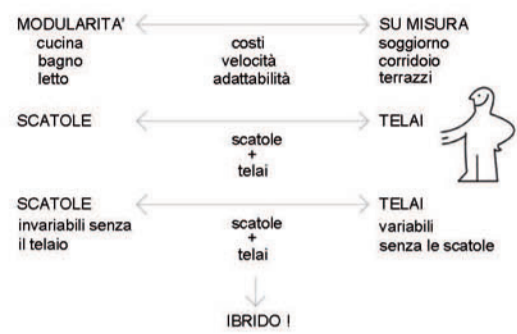 MODULARITA'
SU MISURA
cucina
costi
soggiorno
bagno
velocità
corridoio
letto
adattabilità
terrazzi
SCATOLE
TELAI
scatole
+
telai
SCATOLE
TELAI
invariabili senza
scatole
variabili
il telaio
+
senza le scatole
telai
IBRIDO !